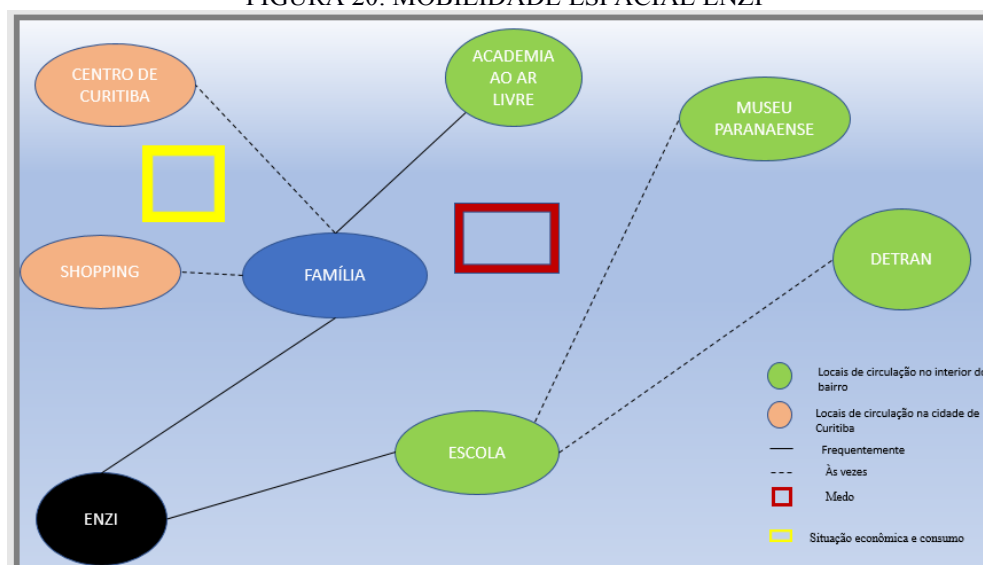 FIGURA 20: MOBILIDADE ESPACIAL ENZI
CENTRO DE
CURITIBA
ACADEMIA
AO AR
LIVRE
MUSEU
PARANAENSE
SHOPPING
FAMÍLIA
DETRAN
ESCOLA
ENZI
Locais de circulação no interior do
bairro
Locais de circulação na cidade de
Curitiba
Frequentemente
Às vezes
Medo
Situação econômica e consumo